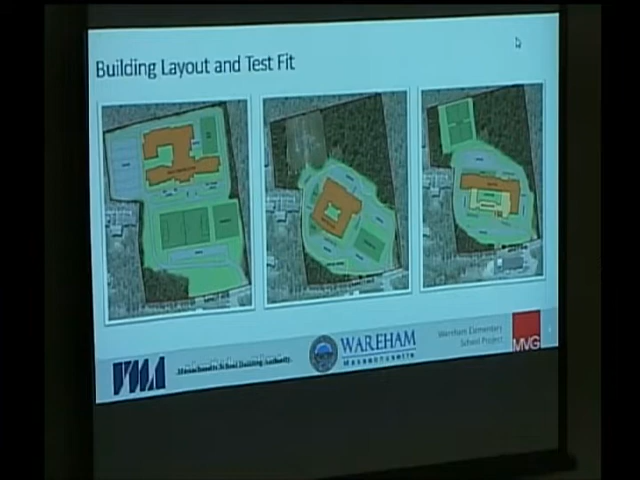 Building Layout and Test Fit
Massachusetts School Building Authority
WAREHAM
Massachusetts
Wareham Elementary
School Project
MVG